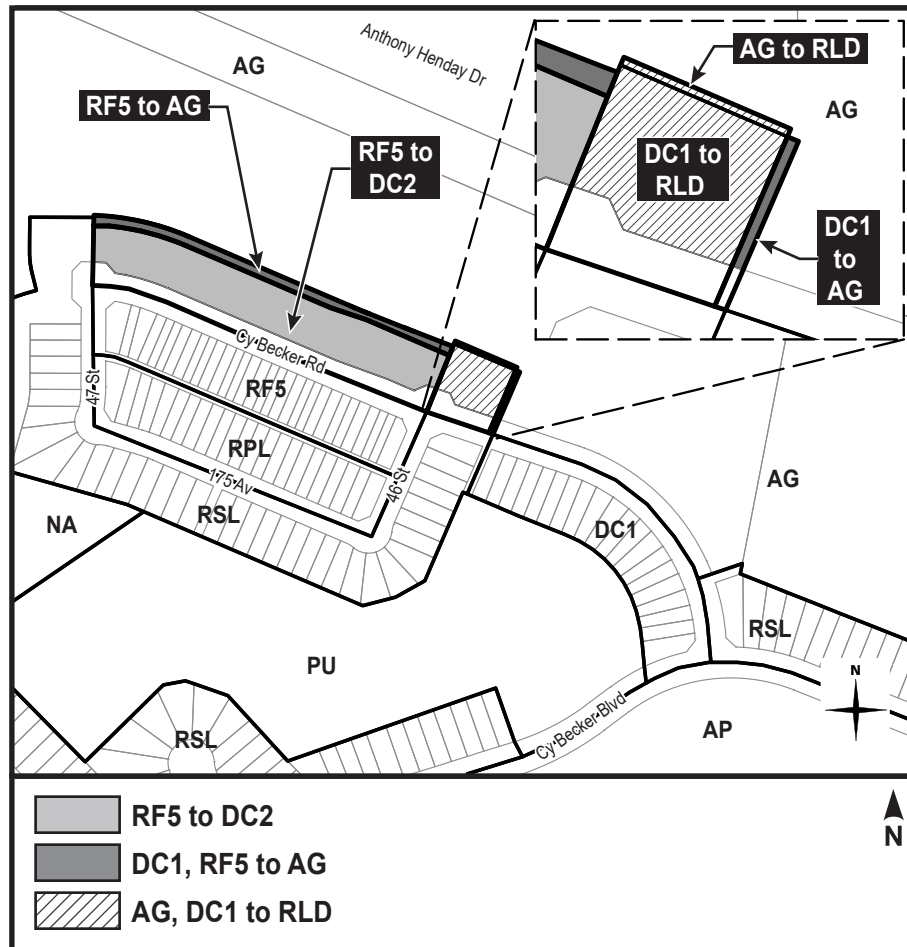 Anthony Henday Dr
AG
AG to RLD
RF5 to AG
AG
RF5 to
DC2
DC1 to
RLD
DC1
to
AG
Cy Becker Rd
47 St
RF5
RPL
46 St
175 Av
RSL
AG
NA
DC1
RSL
PU
N
RSL
Cy Becker Blvd
AP
RF5 to DC2
N
DC1, RF5 to AG
AG, DC1 to RLD